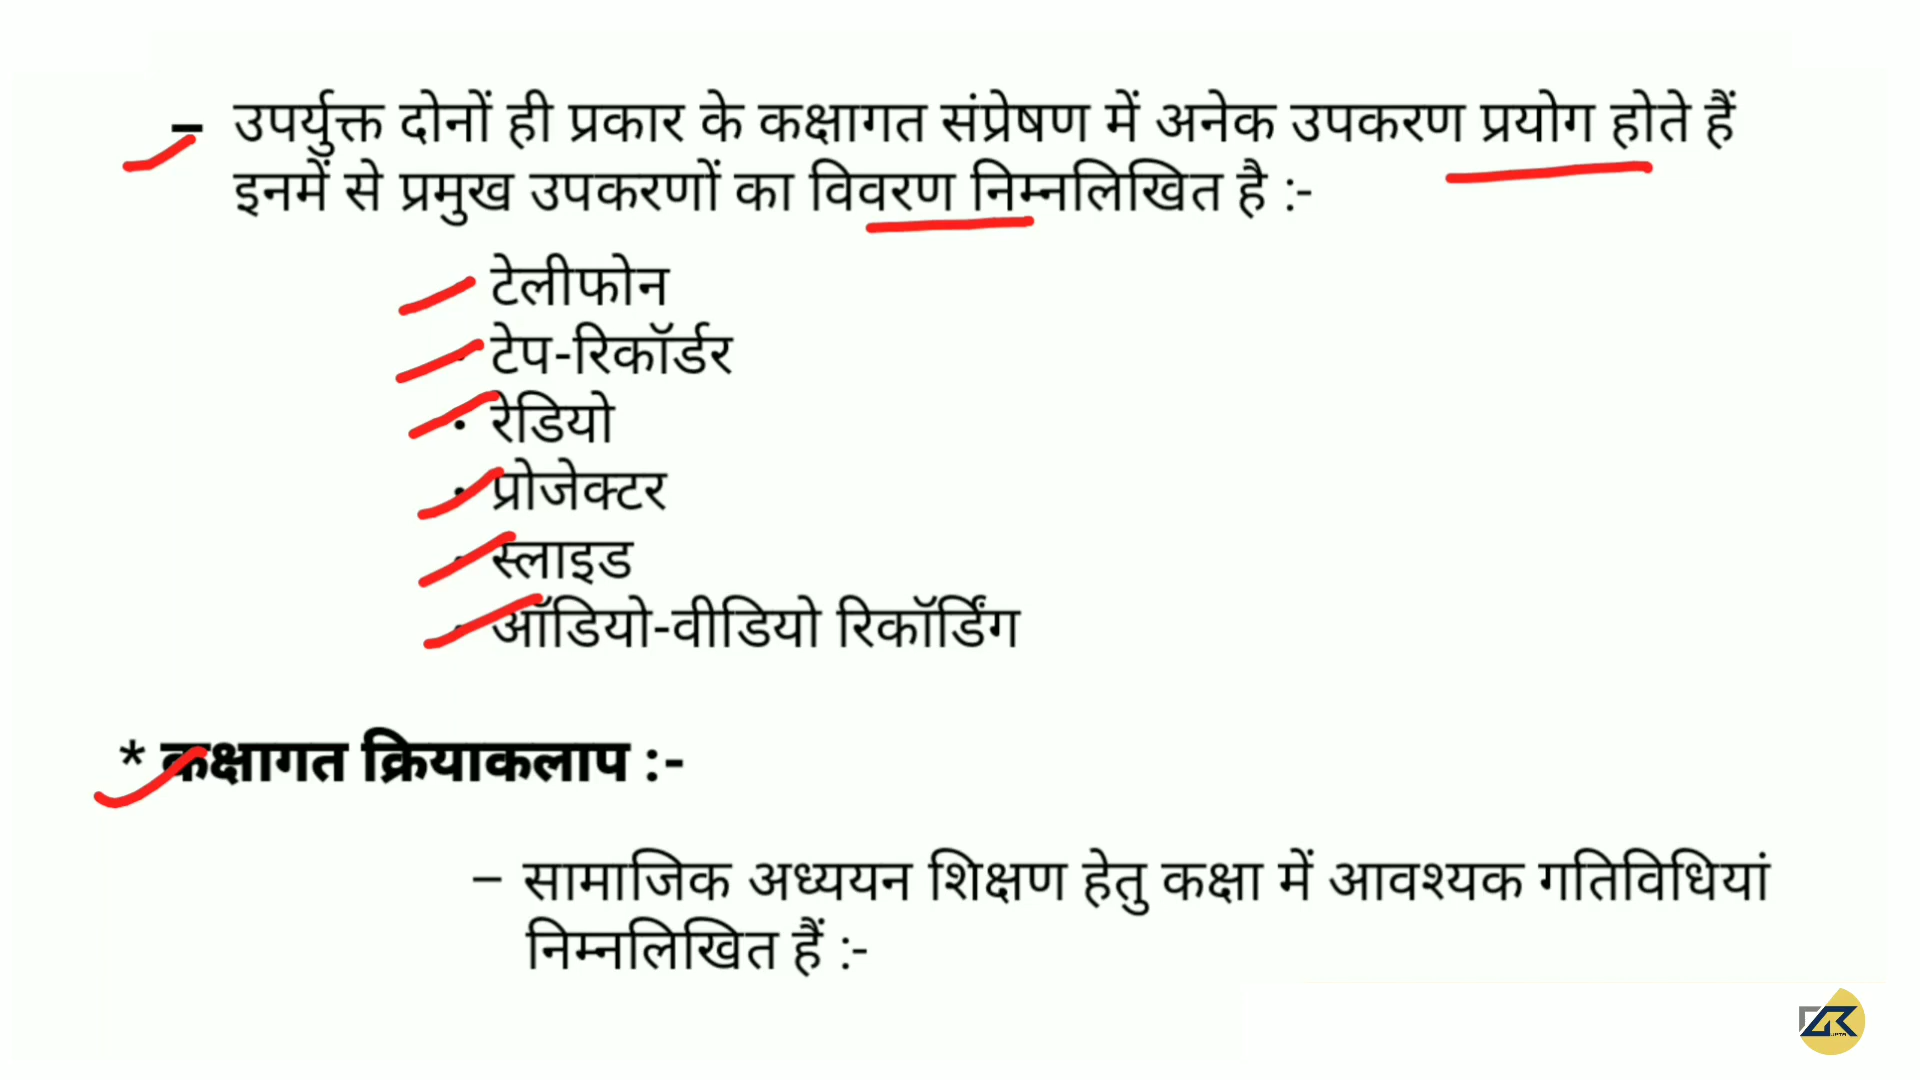 – उपर्युक्त दोनों ही प्रकार के कक्षागत संप्रेषण में अनेक उपकरण प्रयोग होते हैं
इनमें से प्रमुख उपकरणों का विवरण निम्नलिखित है :-
टेलीफोन
• टेप-रिकॉर्डर
• रेडियो
• प्रोजेक्टर
• स्लाइड
• ऑडियो-वीडियो रिकॉर्डिंग
* कक्षागत क्रियाकलाप :-
– सामाजिक अध्ययन शिक्षण हेतु कक्षा में आवश्यक गतिविधियां
निम्नलिखित हैं :-